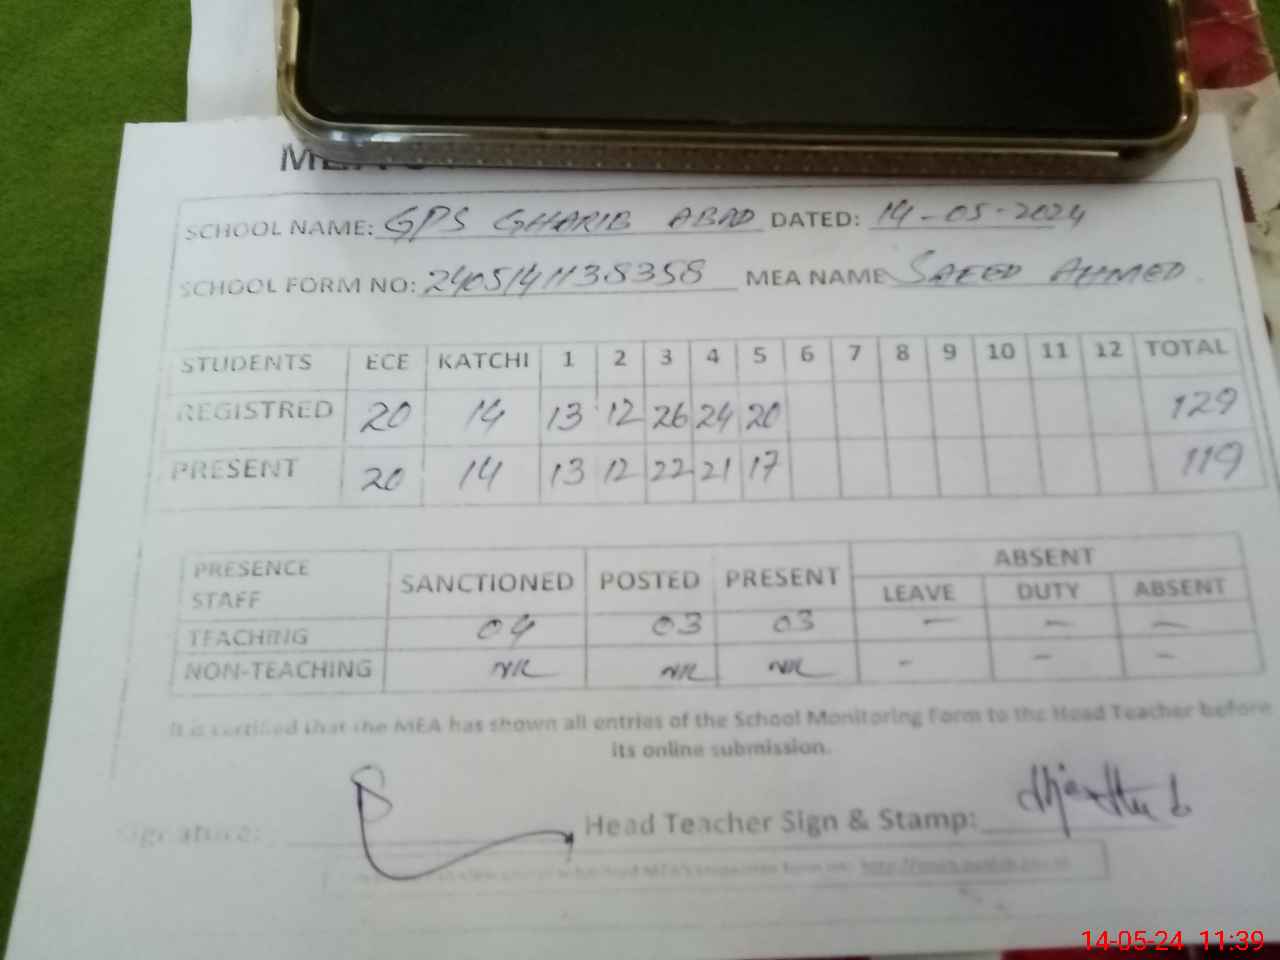 SCHOOL NAME: GPS GHARIB ABAD DATED: 14-05-2024
SCHOOL FORM NO: 2405141138358 MEA NAME SAEED AHMED
STUDENTS ECE KATCHI 1 2 3 4 5 6 7 8 9 10 11 12 TOTAL
REGISTRED 20 14 13 12 26 24 20 129
PRESENT 20 14 13 12 22 21 17 119
PRESENCE STAFF SANCTIONED POSTED PRESENT ABSENT
LEAVE DUTY ABSENT
TEACHING 04 03 03 - - -
NON-TEACHING NIL NIL NIL - - -
It is certified that the MEA has shown all entries of the School Monitoring Form to the Head Teacher before
its online submission.
Signature: Head Teacher Sign & Stamp:
14-05-24 11:39